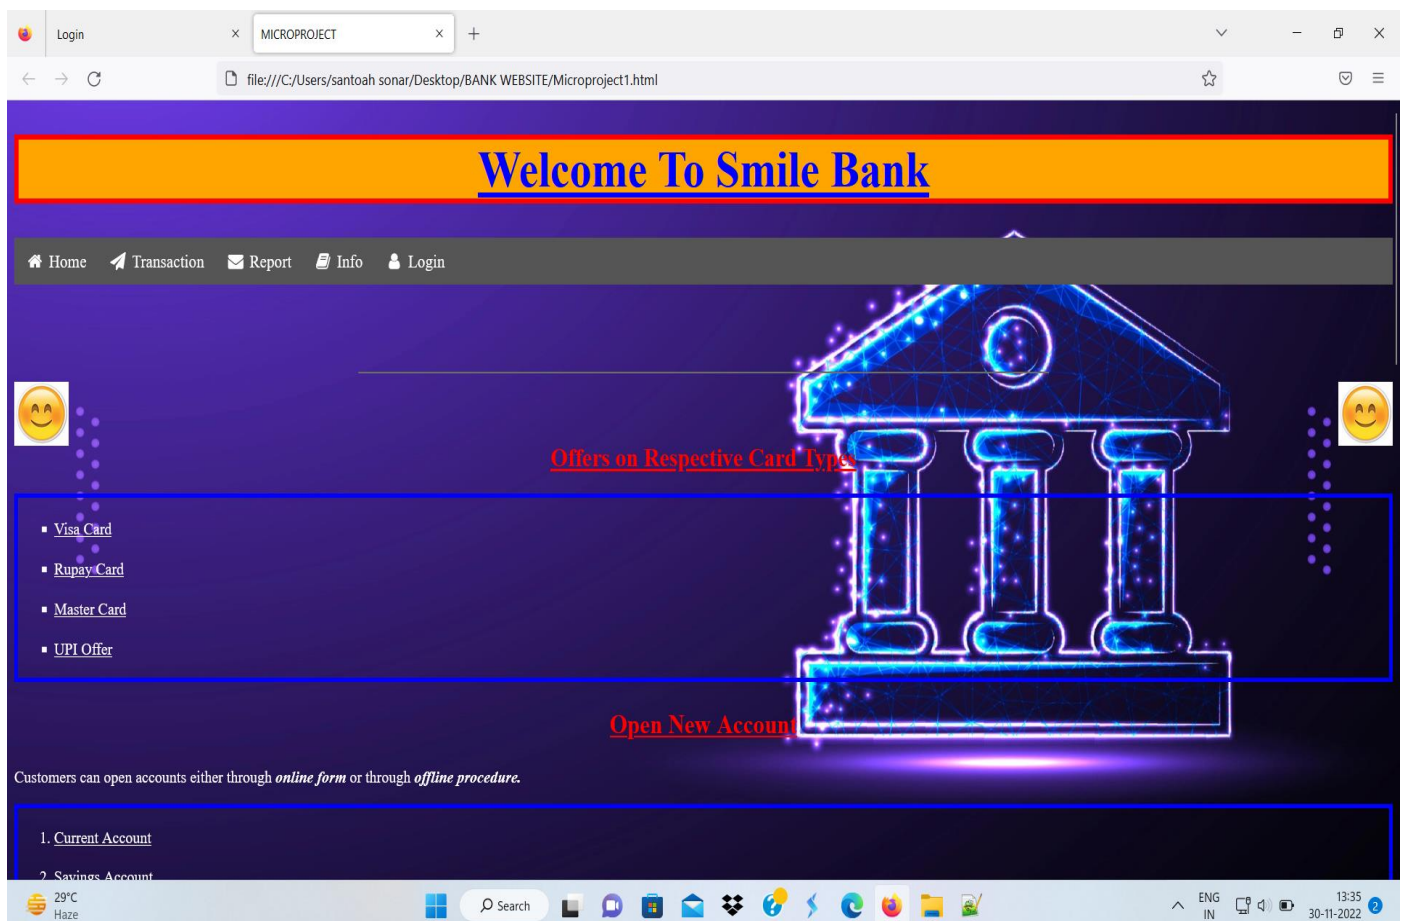 Login
MICROPROJECT
file:///C:/Users/santoah sonar/Desktop/BANK WEBSITE/Microproject1.html
Welcome To Smile Bank
Home Transaction Report Info Login
Offers on Respective Card Types
Visa Card
Rupay Card
Master Card
UPI Offer
Open New Account
Customers can open accounts either through online form or through offline procedure.
1. Current Account
2. Savings Account
29°C
Haze
Search
ENG
IN
13:35
30-11-2022
2